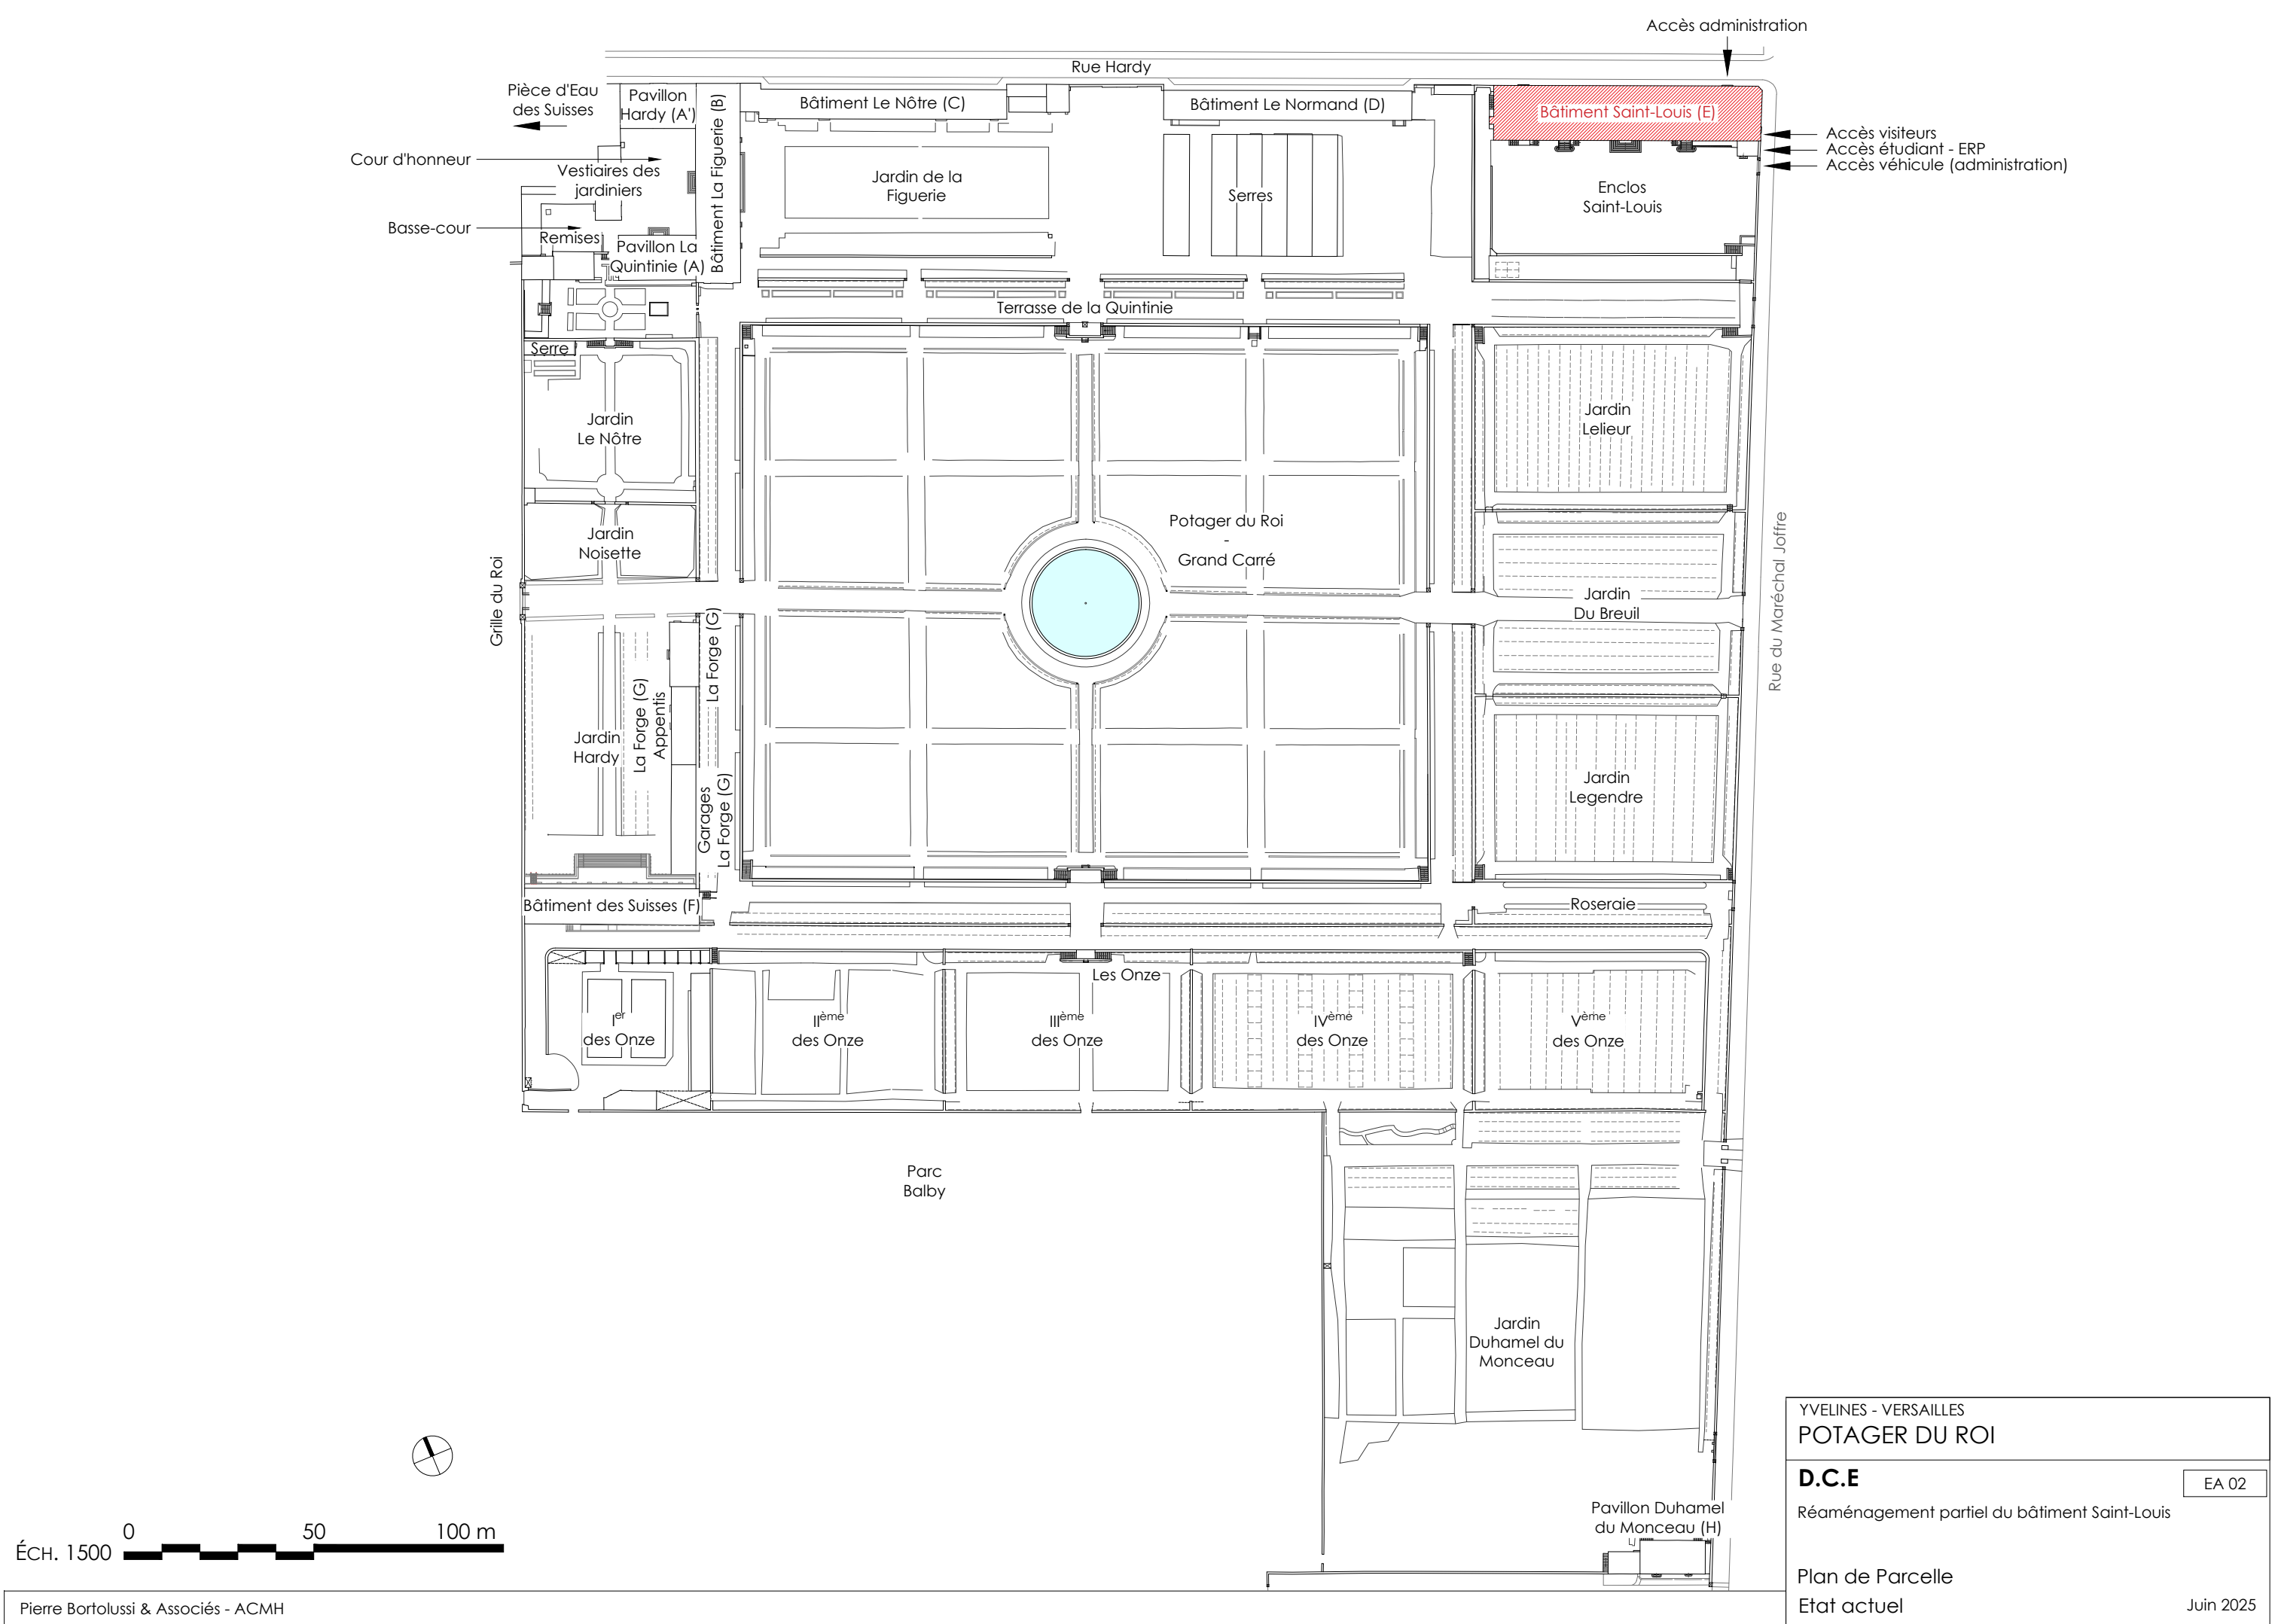 Accès administration
Rue Hardy
Pièce d'Eau
des Suisses
Pavillon
Hardy (A')
Bâtiment La Figuerie (B)
Bâtiment Le Nôtre (C)
Bâtiment Le Normand (D)
Bâtiment Saint-Louis (E)
Accès visiteurs
Accès étudiant - ERP
Accès véhicule (administration)
Cour d'honneur
Vestiaires des
jardiniers
Jardin de la
Figuerie
Serres
Enclos
Saint-Louis
Basse-cour
Remises
Pavillon La
Quintinie (A)
Terrasse de la Quintinie
Serre
Jardin
Le Nôtre
Jardin
Lelieur
Potager du Roi
-
Grand Carré
Jardin
Noisette
Grille du Roi
Jardin
Du Breuil
Rue du Maréchal Joffre
La Forge (G)
La Forge (G)
Appentis
Jardin
Hardy
Garages
La Forge (G)
Jardin
Legendre
Bâtiment des Suisses (F)
Roseraie
Les Onze
Ier
des Onze
IIème
des Onze
IIIème
des Onze
IVème
des Onze
Vème
des Onze
Parc
Balby
Jardin
Duhamel du
Monceau
Pavillon Duhamel
du Monceau (H)
0 50 100 m
ÉCH. 1500
YVELINES - VERSAILLES
POTAGER DU ROI
D.C.E
EA 02
Réaménagement partiel du bâtiment Saint-Louis
Plan de Parcelle
Etat actuel
Juin 2025
Pierre Bortolussi & Associés - ACMH